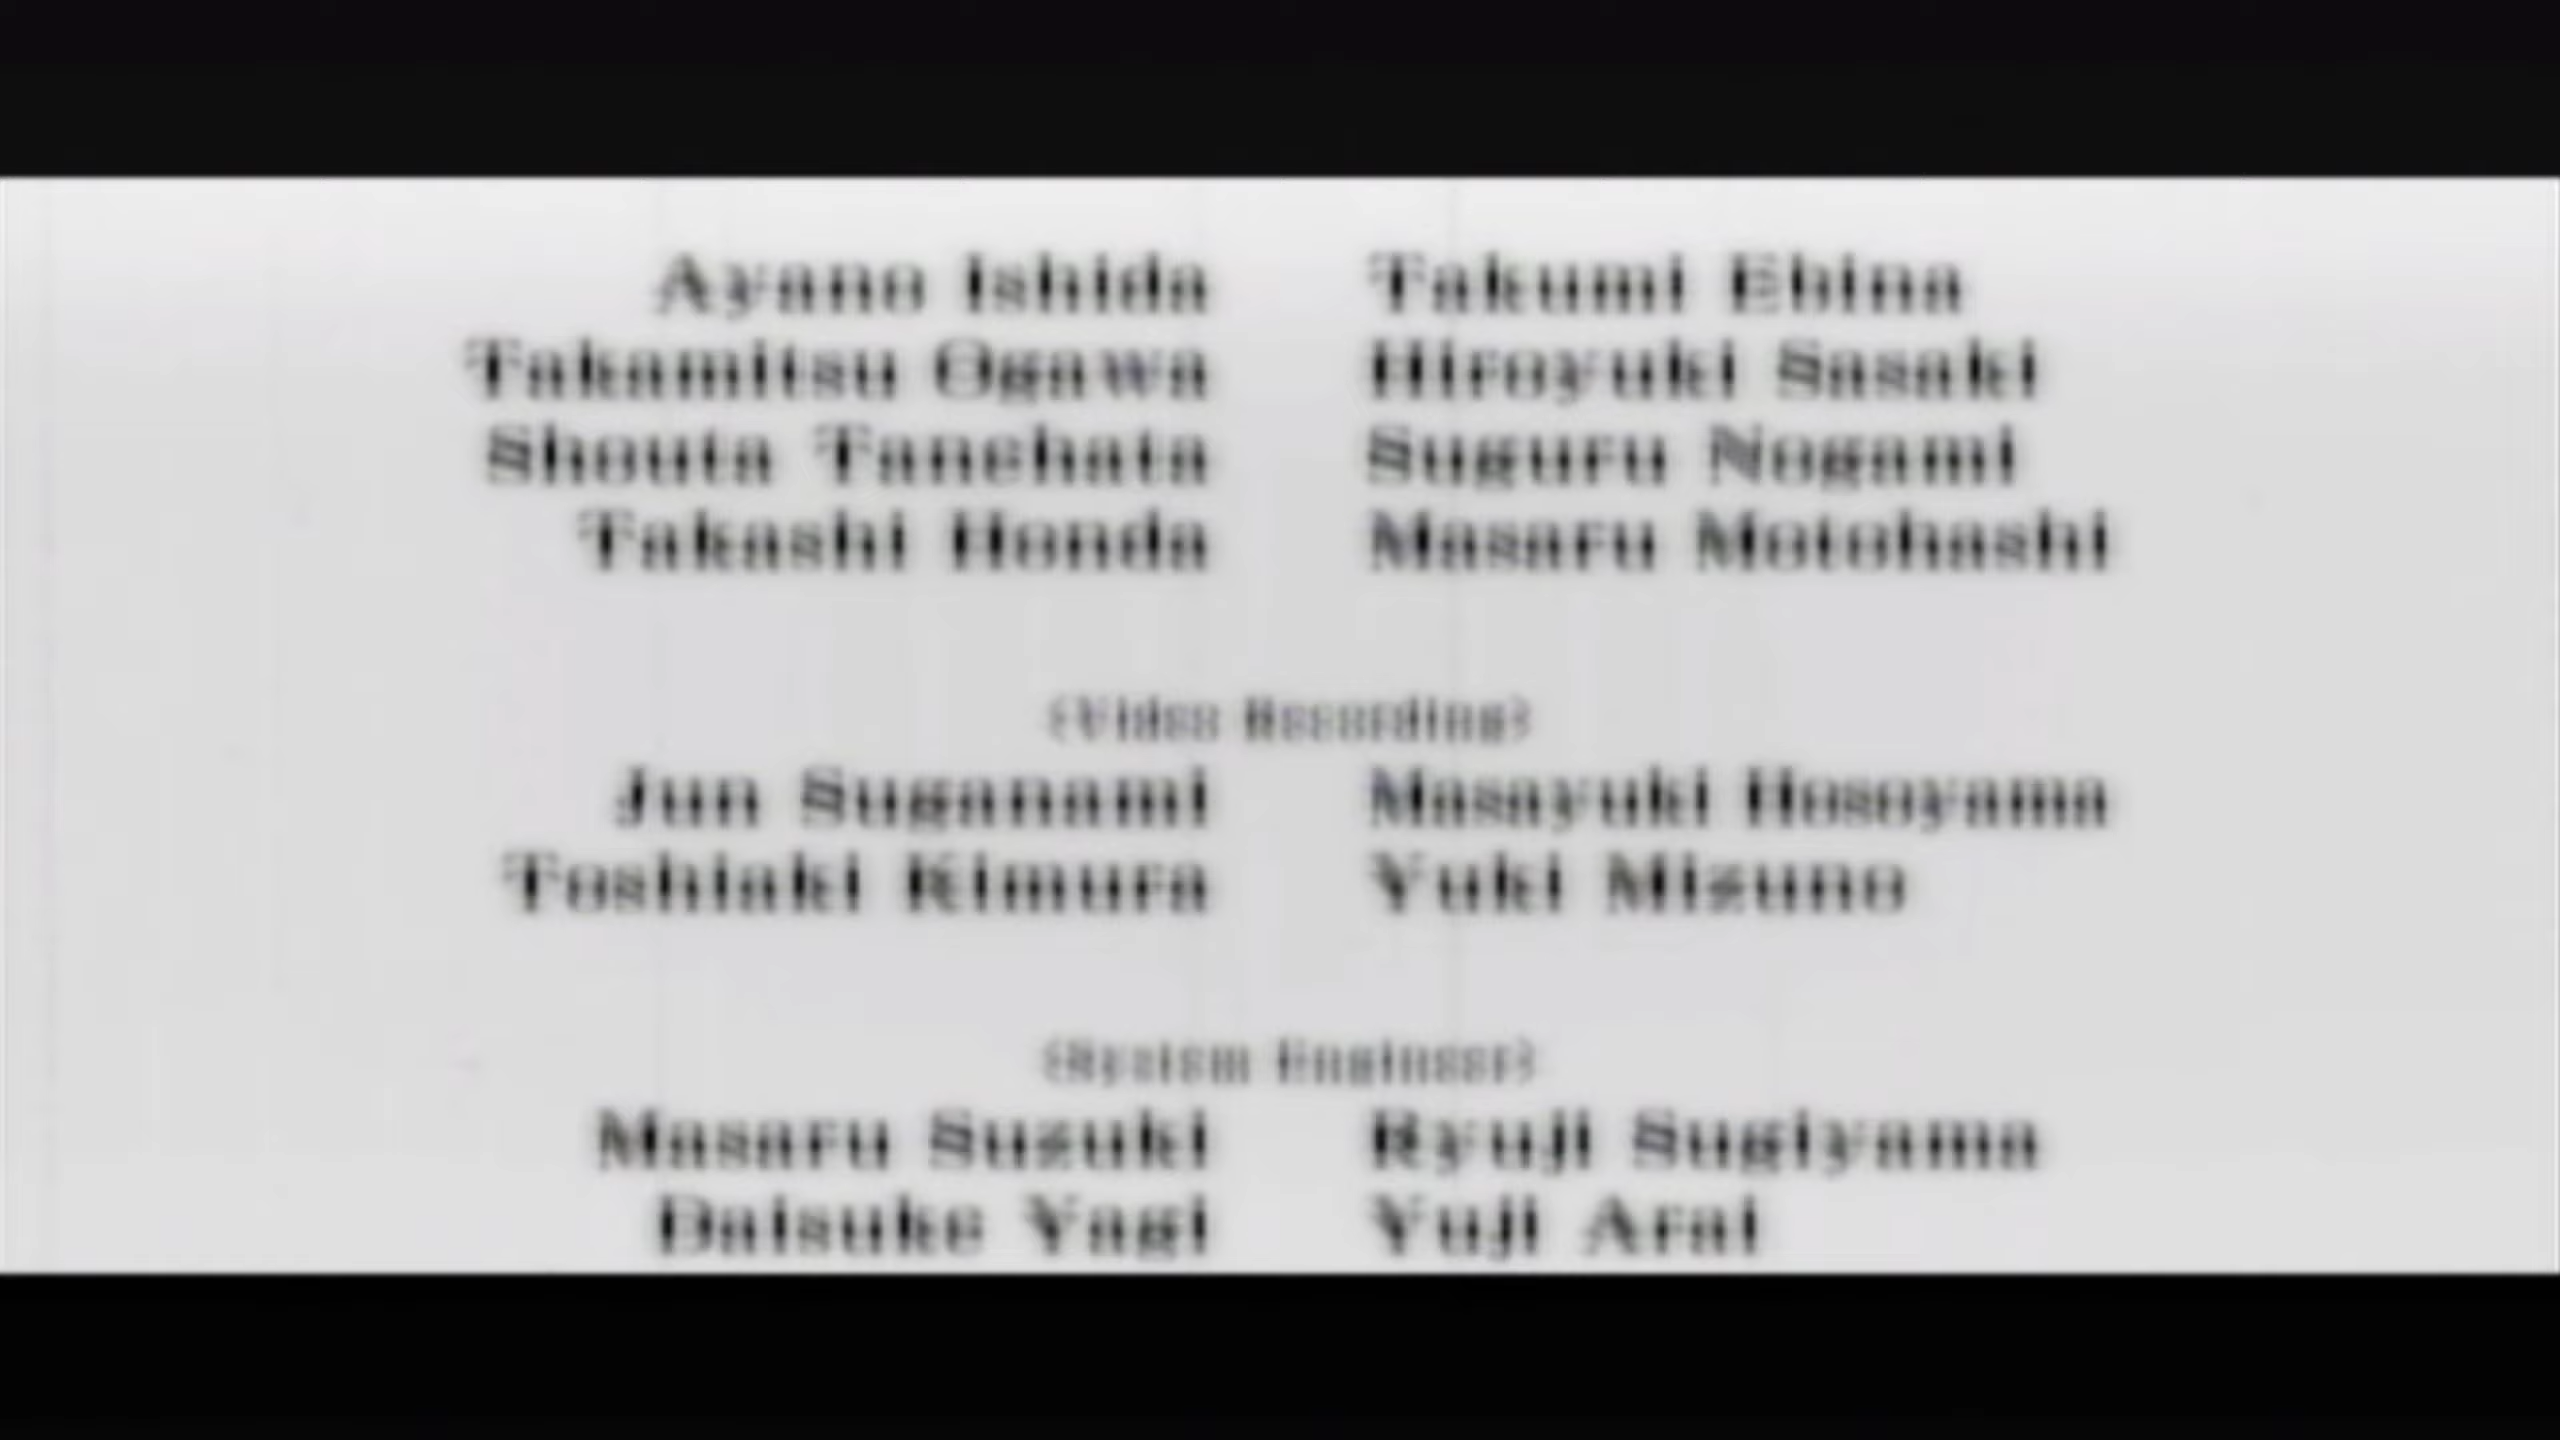 Ayano Ishida Takumi Ebina
Takamitsu Ogawa Hiroyuki Sasaki
Shouta Tanehata Suguru Nogami
Takashi Honda Masaru Motohashi
(Video Recording)
Jun Suganami Masayuki Hosoyama
Toshiaki Kimura Yuki Mizuno
(System Engineer)
Masaru Suzuki Ryuji Sugiyama
Daisuke Yagi Yuji Arai